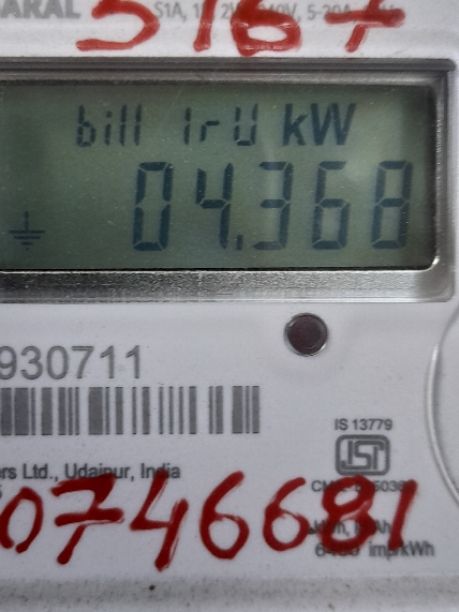 5167
bill 1rU kW
04.368
930711
IS 13779
ers Ltd., Udaipur, India
0746681
imp/kWh